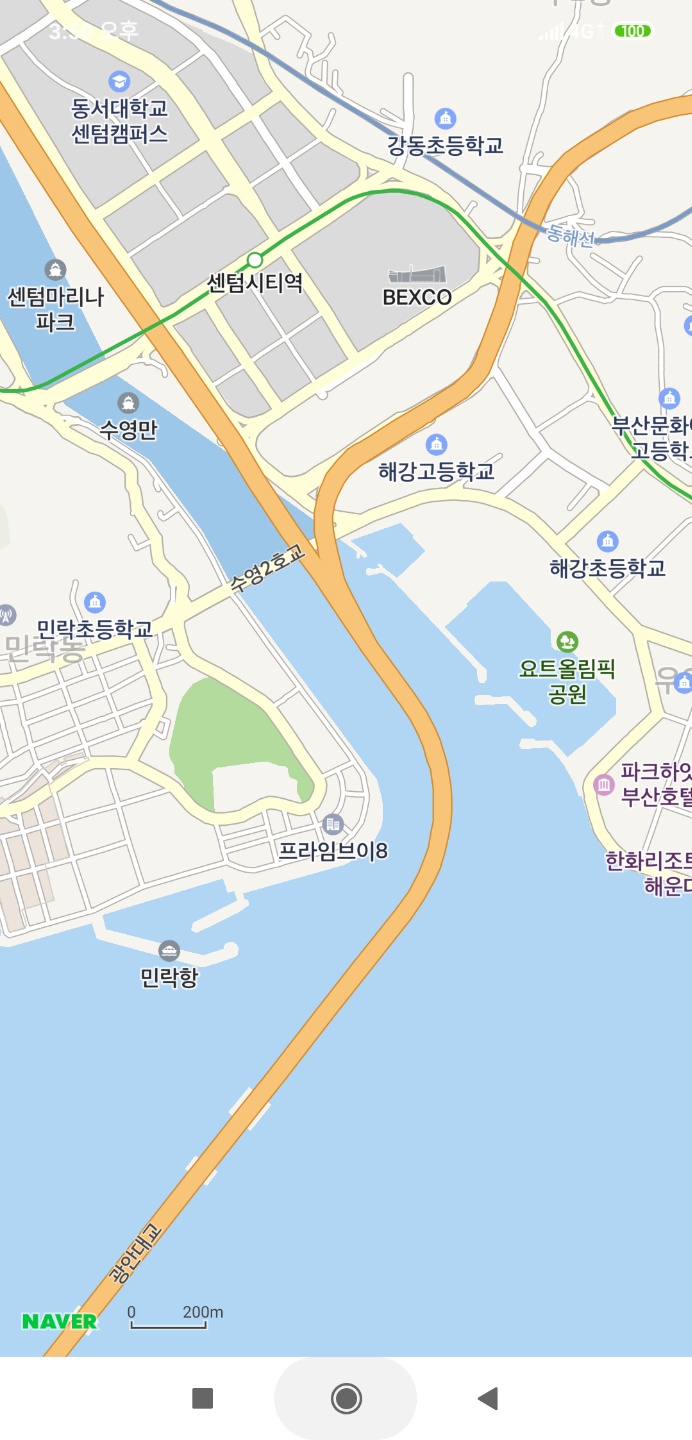 오후
4G+
100
동서대학교
센텀캠퍼스
강동초등학교
동해선
센텀시티역
센텀마리나
파크
BEXCO
수영만
부산문화
고등학
해강고등학교
수영2호교
해강초등학교
민락초등학교
민락동
요트올림픽
공원
우
파크하얏
부산호텔
프라임브이8
한화리조트
해운대
민락항
광안대교
NAVER
0
200m